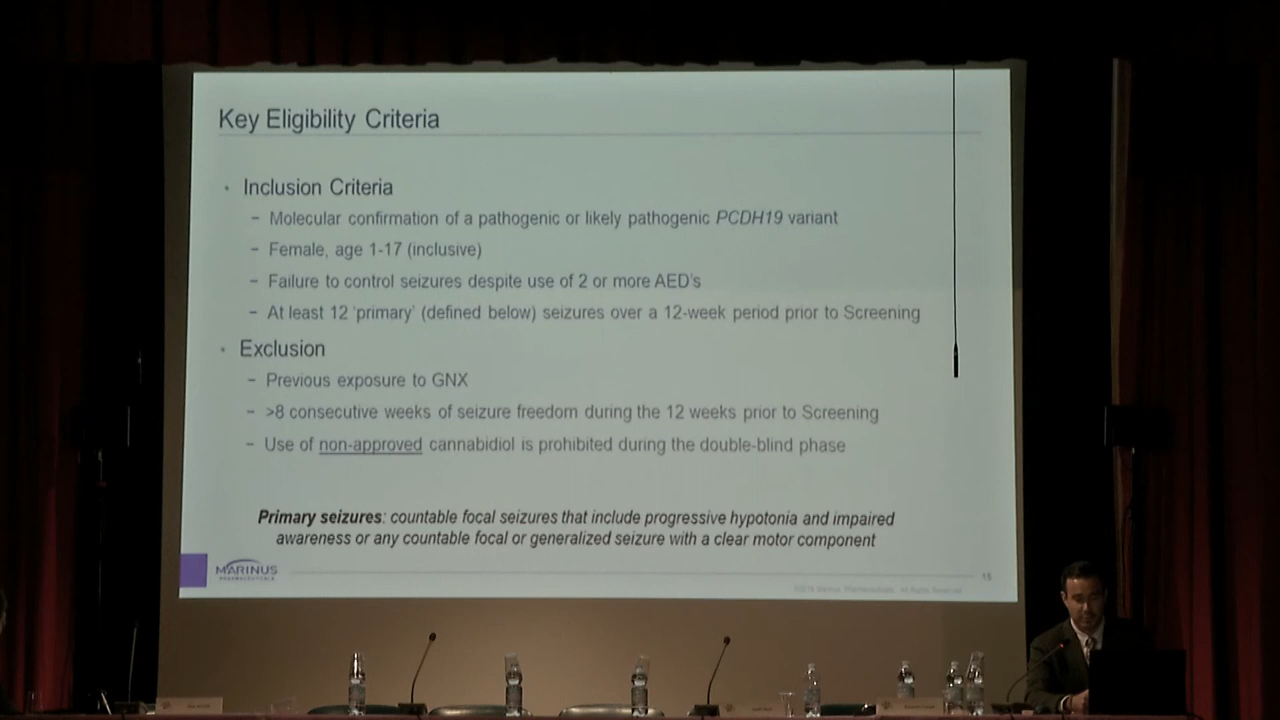 Key Eligibility Criteria
• Inclusion Criteria
– Molecular confirmation of a pathogenic or likely pathogenic PCDH19 variant
– Female, age 1-17 (inclusive)
– Failure to control seizures despite use of 2 or more AED's
– At least 12 'primary' (defined below) seizures over a 12-week period prior to Screening
• Exclusion
– Previous exposure to GNX
– >8 consecutive weeks of seizure freedom during the 12 weeks prior to Screening
– Use of non-approved cannabidiol is prohibited during the double-blind phase
Primary seizures: countable focal seizures that include progressive hypotonia and impaired
awareness or any countable focal or generalized seizure with a clear motor component
MARINUS
PHARMACEUTICALS
15